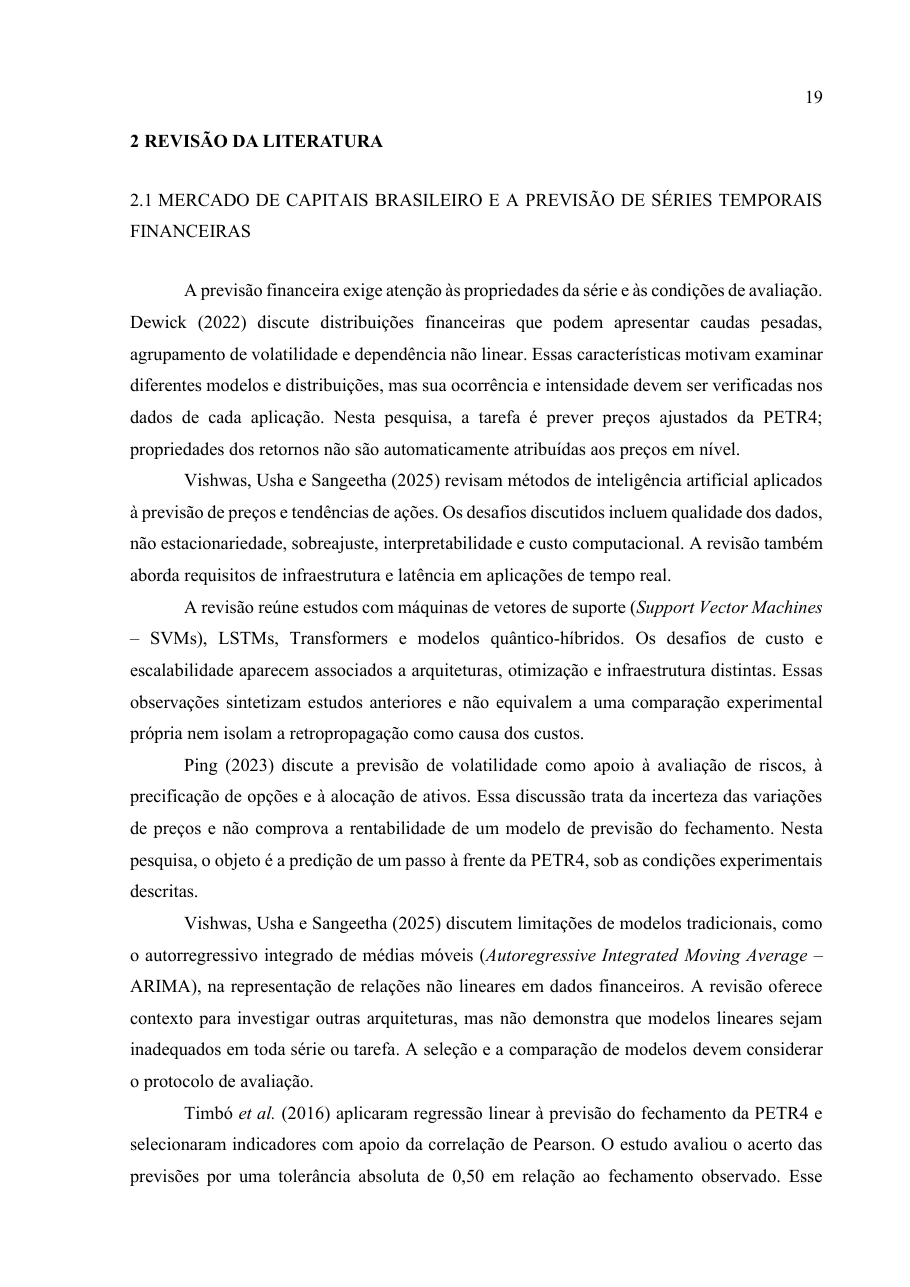 19
2 REVISÃO DA LITERATURA
2.1 MERCADO DE CAPITAIS BRASILEIRO E A PREVISÃO DE SÉRIES TEMPORAIS
FINANCEIRAS
A previsão financeira exige atenção às propriedades da série e às condições de avaliação.
Dewick (2022) discute distribuições financeiras que podem apresentar caudas pesadas,
agrupamento de volatilidade e dependência não linear. Essas características motivam examinar
diferentes modelos e distribuições, mas sua ocorrência e intensidade devem ser verificadas nos
dados de cada aplicação. Nesta pesquisa, a tarefa é prever preços ajustados da PETR4;
propriedades dos retornos não são automaticamente atribuídas aos preços em nível.
Vishwas, Usha e Sangeetha (2025) revisam métodos de inteligência artificial aplicados
à previsão de preços e tendências de ações. Os desafios discutidos incluem qualidade dos dados,
não estacionariedade, sobreajuste, interpretabilidade e custo computacional. A revisão também
aborda requisitos de infraestrutura e latência em aplicações de tempo real.
A revisão reúne estudos com máquinas de vetores de suporte (Support Vector Machines
– SVMs), LSTMs, Transformers e modelos quântico-híbridos. Os desafios de custo e
escalabilidade aparecem associados a arquiteturas, otimização e infraestrutura distintas. Essas
observações sintetizam estudos anteriores e não equivalem a uma comparação experimental
própria nem isolam a retropropagação como causa dos custos.
Ping (2023) discute a previsão de volatilidade como apoio à avaliação de riscos, à
precificação de opções e à alocação de ativos. Essa discussão trata da incerteza das variações
de preços e não comprova a rentabilidade de um modelo de previsão do fechamento. Nesta
pesquisa, o objeto é a predição de um passo à frente da PETR4, sob as condições experimentais
descritas.
Vishwas, Usha e Sangeetha (2025) discutem limitações de modelos tradicionais, como
o autorregressivo integrado de médias móveis (Autoregressive Integrated Moving Average –
ARIMA), na representação de relações não lineares em dados financeiros. A revisão oferece
contexto para investigar outras arquiteturas, mas não demonstra que modelos lineares sejam
inadequados em toda série ou tarefa. A seleção e a comparação de modelos devem considerar
o protocolo de avaliação.
Timbó et al. (2016) aplicaram regressão linear à previsão do fechamento da PETR4 e
selecionaram indicadores com apoio da correlação de Pearson. O estudo avaliou o acerto das
previsões por uma tolerância absoluta de 0,50 em relação ao fechamento observado. Esse